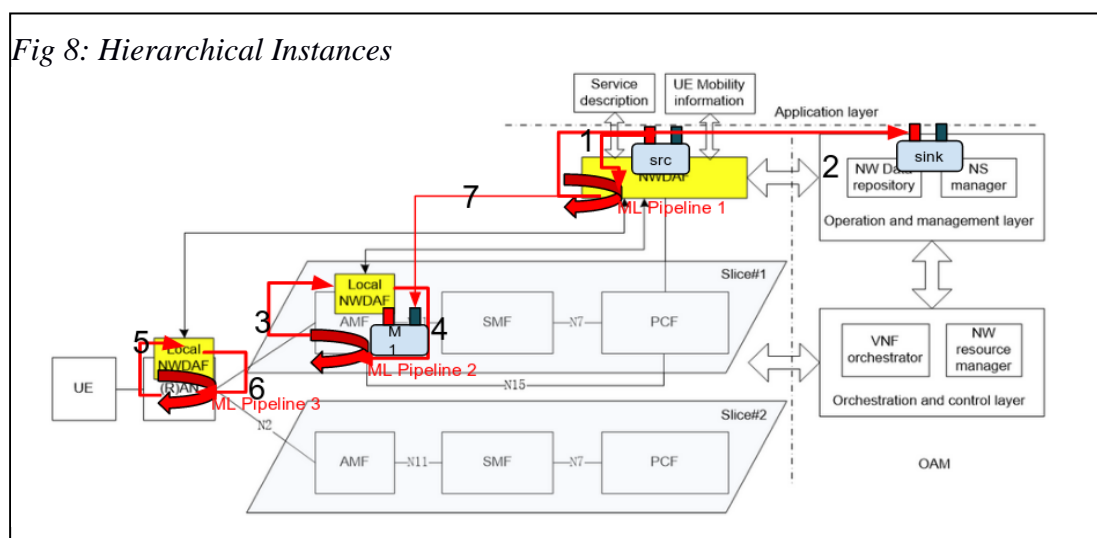 Fig 8: Hierarchical Instances
Service
description
UE Mobility
information
Application layer
1
src
NWDAF
2
sink
NW Data
repository
NS
manager
Operation and management layer
7
ML Pipeline 1
Slice#1
Local
NWDAF
3
AMF
M
1
4
SMF
N7
PCF
ML Pipeline 2
N15
5
Local
NWDAF
UE
(R)AN
6
ML Pipeline 3
N2
VNF
orchestrator
NW
resource
manager
Orchestration and control layer
Slice#2
AMF
N11
SMF
N7
PCF
OAM